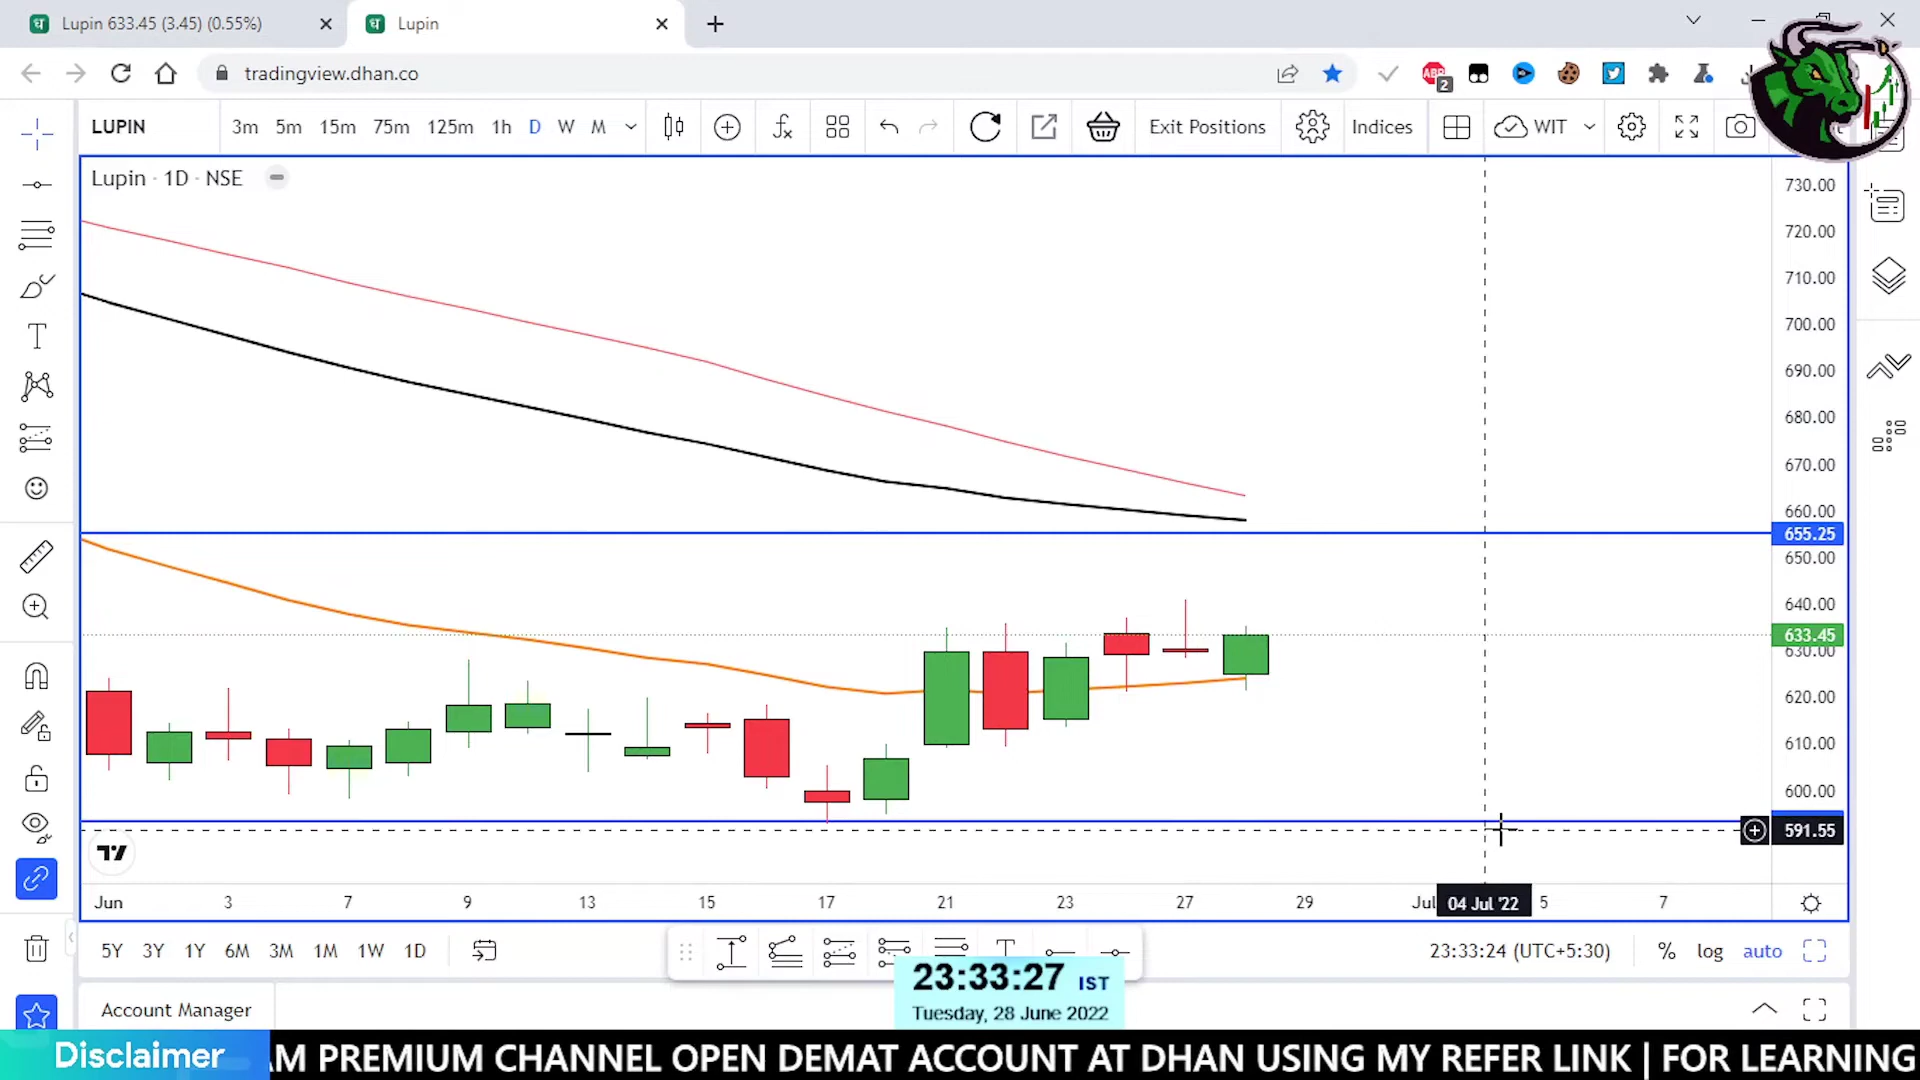 Lupin 633.45 (3.45) (0.55%)
Lupin
tradingview.dhan.co
ABP
2
LUPIN
3m 5m 15m 75m 125m 1h D W M
Exit Positions
Indices
WIT
Lupin · 1D · NSE
730.00
720.00
710.00
700.00
690.00
680.00
670.00
660.00
655.25
650.00
640.00
633.45
630.00
620.00
610.00
600.00
591.55
Jun 3 7 9 13 15 17 21 23 27 29 Jul 04 Jul '22 5 7
5Y 3Y 1Y 6M 3M 1M 1W 1D
23:33:24 (UTC+5:30) % log auto
23:33:27 IST
Tuesday, 28 June 2022
Account Manager
Disclaimer
AM PREMIUM CHANNEL OPEN DEMAT ACCOUNT AT DHAN USING MY REFER LINK | FOR LEARNING